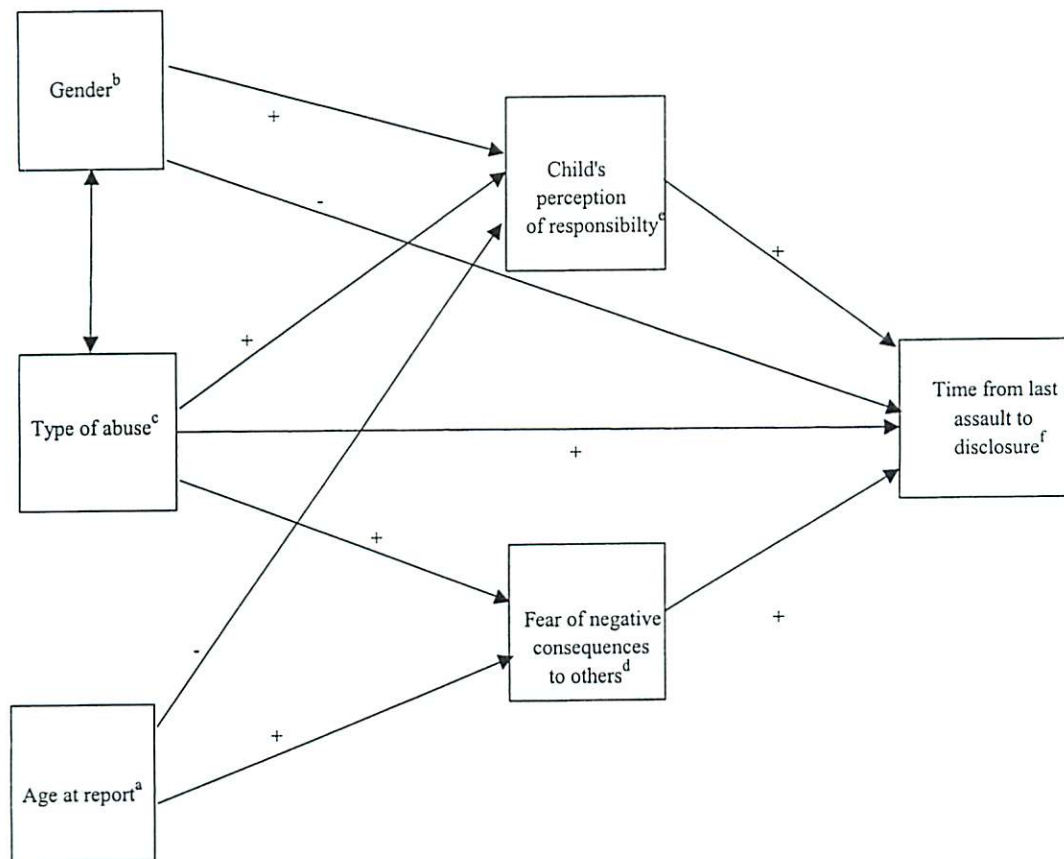 Gender^b
+
-
Child's
perception
of responsibilty^e
+
Type of abuse^c
+
+
+
Time from last
assault to
disclosure^f
Fear of negative
consequences
to others^d
+
-
+
Age at report^a